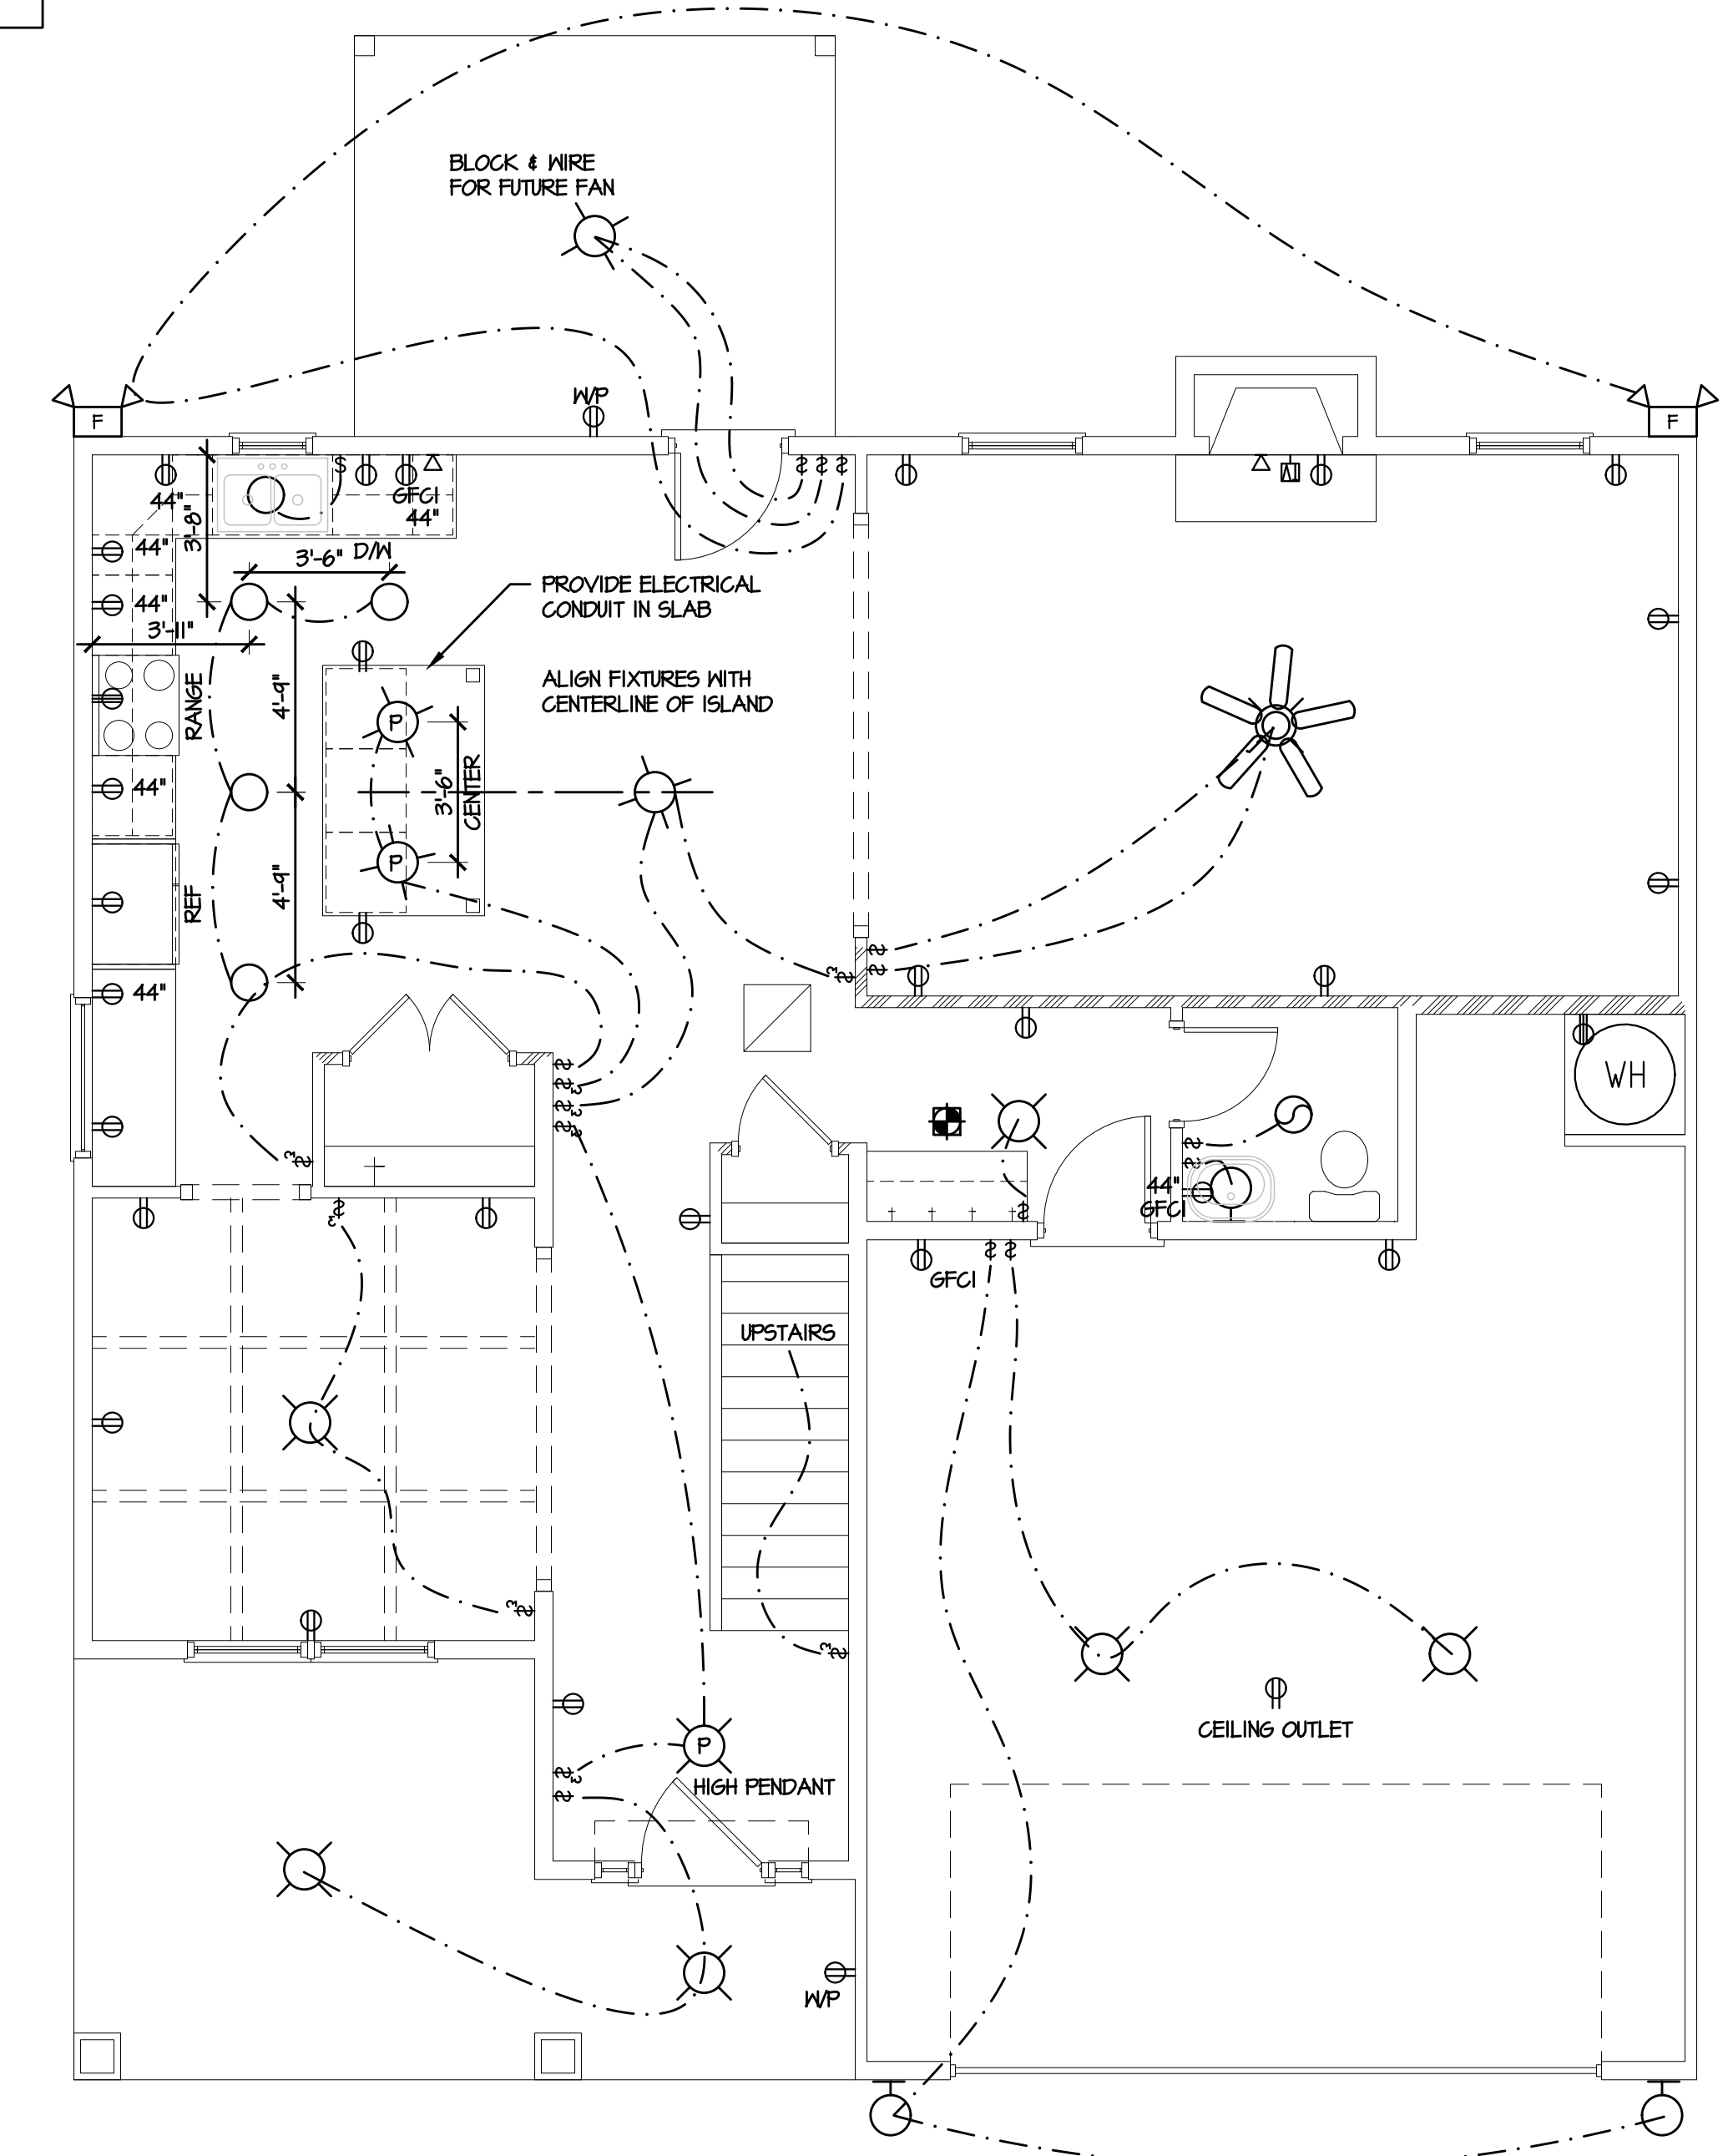 BLOCK & WIRE
FOR FUTURE FAN
W/P
F
F
S
GFCI
44"
44"
3'-8"
44"
3'-6"
D/W
44"
3'-11"
PROVIDE ELECTRICAL
CONDUIT IN SLAB
ALIGN FIXTURES WITH
CENTERLINE OF ISLAND
RANGE
4'-9"
P
3'-6"
CENTER
44"
P
REF
4'-9"
44"
WH
44"
GFCI
GFCI
UPSTAIRS
CEILING OUTLET
P
HIGH PENDANT
W/P